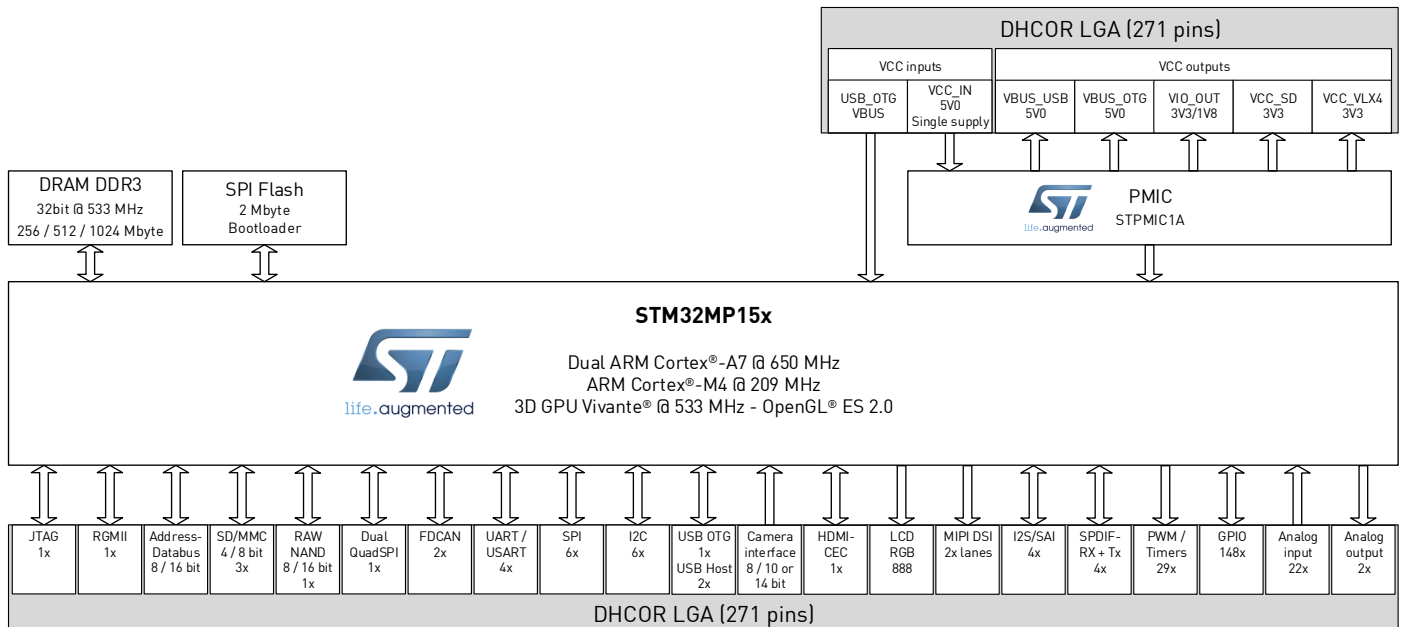 DHCOR LGA (271 pins)
VCC inputs
VCC outputs
USB_OTG
VBUS
VCC_IN
5V0
Single supply
VBUS_USB
5V0
VBUS_OTG
5V0
VIO_OUT
3V3/1V8
VCC_SD
3V3
VCC_VLX4
3V3
DRAM DDR3
32bit @ 533 MHz
256 / 512 / 1024 Mbyte
SPI Flash
2 Mbyte
Bootloader
life.augmented
PMIC
STPMIC1A
STM32MP15x
life.augmented
Dual ARM Cortex®-A7 @ 650 MHz
ARM Cortex®-M4 @ 209 MHz
3D GPU Vivante® @ 533 MHz - OpenGL® ES 2.0
JTAG
1x
RGMII
1x
Address-
Databus
8 / 16 bit
SD/MMC
4 / 8 bit
3x
RAW
NAND
8 / 16 bit
1x
Dual
QuadSPI
1x
FDCAN
2x
UART /
USART
4x
SPI
6x
I2C
6x
USB OTG
1x
USB Host
2x
Camera
interface
8 / 10 or
14 bit
HDMI-
CEC
1x
LCD
RGB
888
MIPI DSI
2x lanes
I2S/SAI
4x
SPDIF-
RX + Tx
4x
PWM /
Timers
29x
GPIO
148x
Analog
input
22x
Analog
output
2x
DHCOR LGA (271 pins)